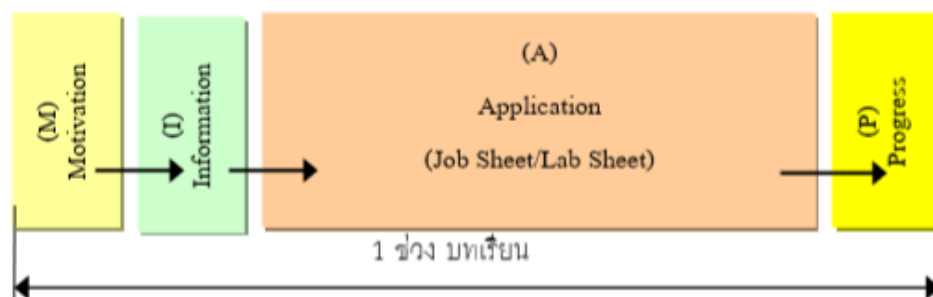 (M)
Motivation
(I)
Information
(A)
Application
(Job Sheet/Lab Sheet)
(P)
Progress
1 ช่วง บทเรียน